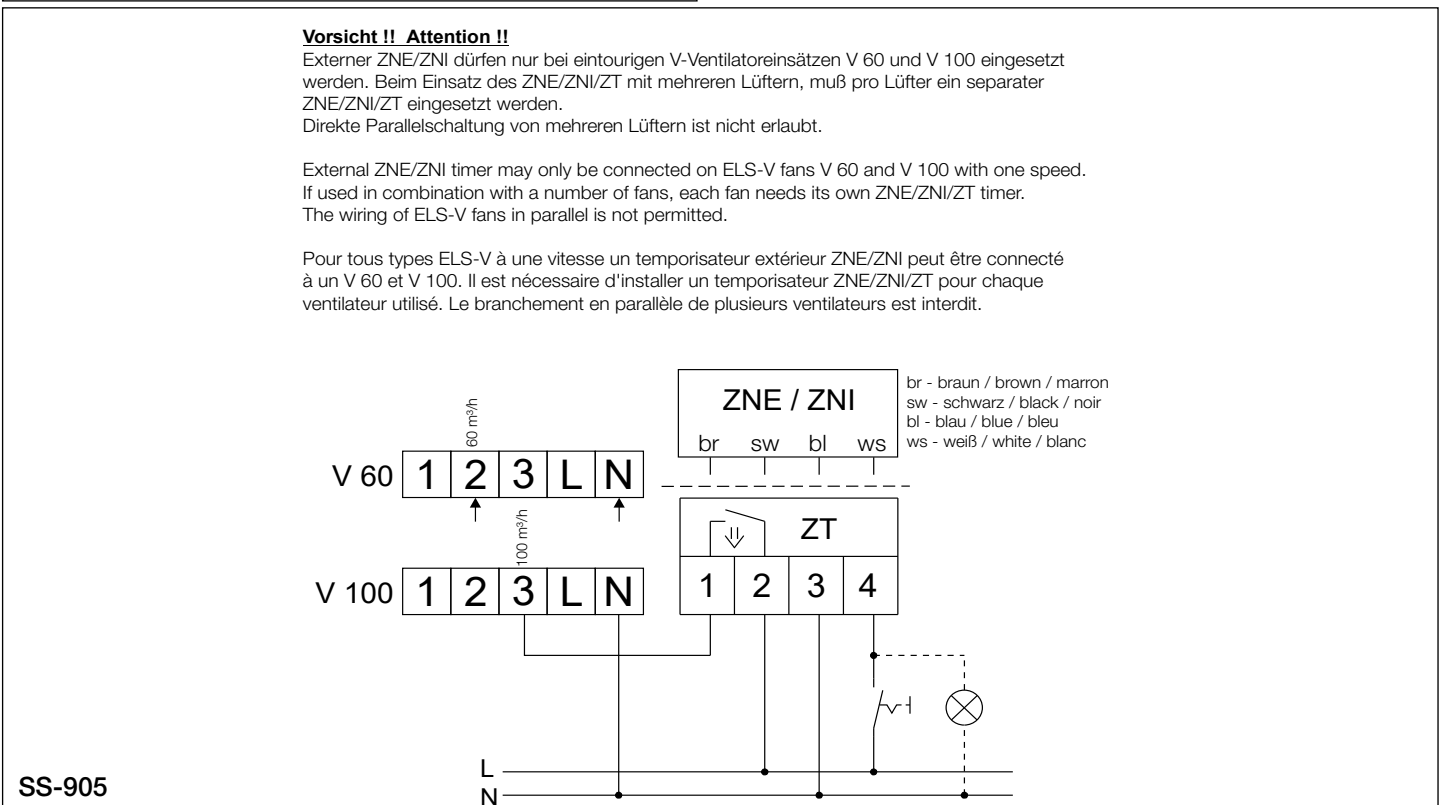 Vorsicht !! Attention !!
Externer ZNE/ZNI dürfen nur bei eintourigen V-Ventilatoreinsätzen V 60 und V 100 eingesetzt
werden. Beim Einsatz des ZNE/ZNI/ZT mit mehreren Lüftern, muß pro Lüfter ein separater
ZNE/ZNI/ZT eingesetzt werden.
Direkte Parallelschaltung von mehreren Lüftern ist nicht erlaubt.
External ZNE/ZNI timer may only be connected on ELS-V fans V 60 and V 100 with one speed.
If used in combination with a number of fans, each fan needs its own ZNE/ZNI/ZT timer.
The wiring of ELS-V fans in parallel is not permitted.
Pour tous types ELS-V à une vitesse un temporisateur extérieur ZNE/ZNI peut être connecté
à un V 60 et V 100. Il est nécessaire d'installer un temporisateur ZNE/ZNI/ZT pour chaque
ventilateur utilisé. Le branchement en parallèle de plusieurs ventilateurs est interdit.
ZNE / ZNI
br sw bl ws
br - braun / brown / marron
sw - schwarz / black / noir
bl - blau / blue / bleu
ws - weiß / white / blanc
60 m³/h
V 60 1 2 3 L N
100 m³/h
V 100 1 2 3 L N
ZT
1 2 3 4
L
N
SS-905